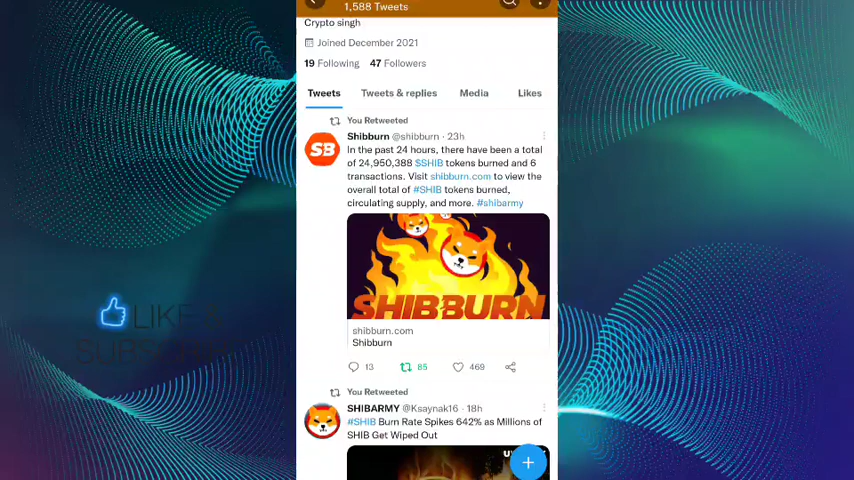 1,588 Tweets
Crypto singh
Joined December 2021
19 Following 47 Followers
Tweets Tweets & replies Media Likes
You Retweeted
Shibburn @shibburn · 23h
SB
In the past 24 hours, there have been a total
of 24,950,388 $SHIB tokens burned and 6
transactions. Visit shibburn.com to view the
overall total of #SHIB tokens burned,
circulating supply, and more. #shibarmy
SHIBBURN
shibburn.com
Shibburn
13 85 469
You Retweeted
SHIBARMY @Ksaynak16 · 18h
#SHIB Burn Rate Spikes 642% as Millions of
SHIB Get Wiped Out
LIKE &
SUBSCRIBE